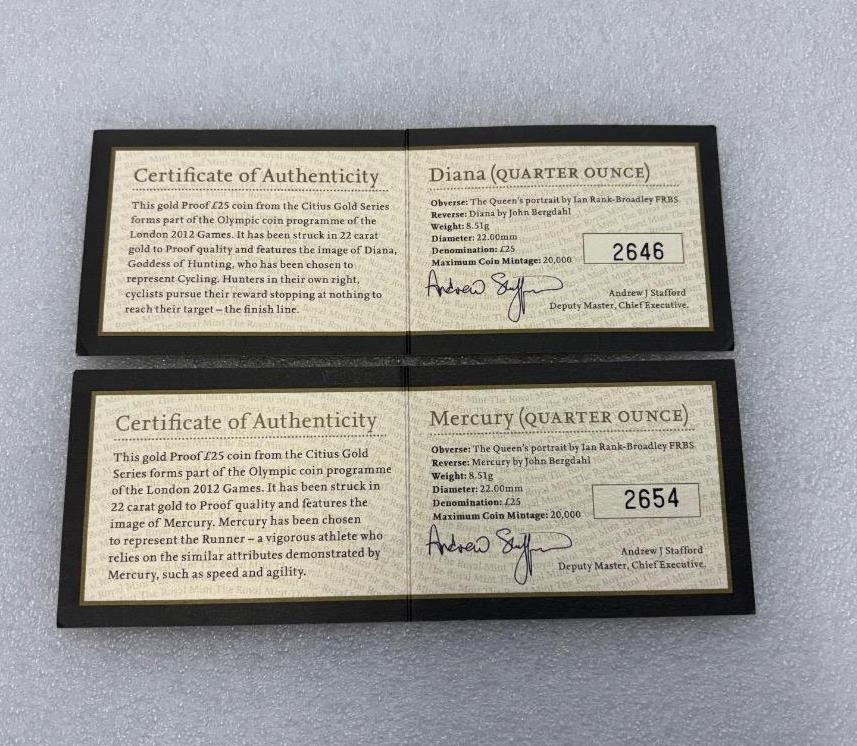 Certificate of Authenticity
This gold Proof £25 coin from the Citius Gold Series
forms part of the Olympic coin programme of the
London 2012 Games. It has been struck in 22 carat
gold to Proof quality and features the image of Diana,
Goddess of Hunting, who has been chosen to
represent Cycling. Hunters in their own right,
cyclists pursue their reward stopping at nothing to
reach their target – the finish line.
Diana (QUARTER OUNCE)
Obverse: The Queen's portrait by Ian Rank-Broadley FRBS
Reverse: Diana by John Bergdahl
Weight: 8.51g
Diameter: 22.00mm
Denomination: £25
Maximum Coin Mintage: 20,000
2646
Andrew J Stafford
Deputy Master, Chief Executive.
Certificate of Authenticity
This gold Proof £25 coin from the Citius Gold
Series forms part of the Olympic coin programme
of the London 2012 Games. It has been struck in
22 carat gold to Proof quality and features the
image of Mercury. Mercury has been chosen
to represent the Runner – a vigorous athlete who
relies on the similar attributes demonstrated by
Mercury, such as speed and agility.
Mercury (QUARTER OUNCE)
Obverse: The Queen's portrait by Ian Rank-Broadley FRBS
Reverse: Mercury by John Bergdahl
Weight: 8.51g
Diameter: 22.00mm
Denomination: £25
Maximum Coin Mintage: 20,000
2654
Andrew J Stafford
Deputy Master, Chief Executive.